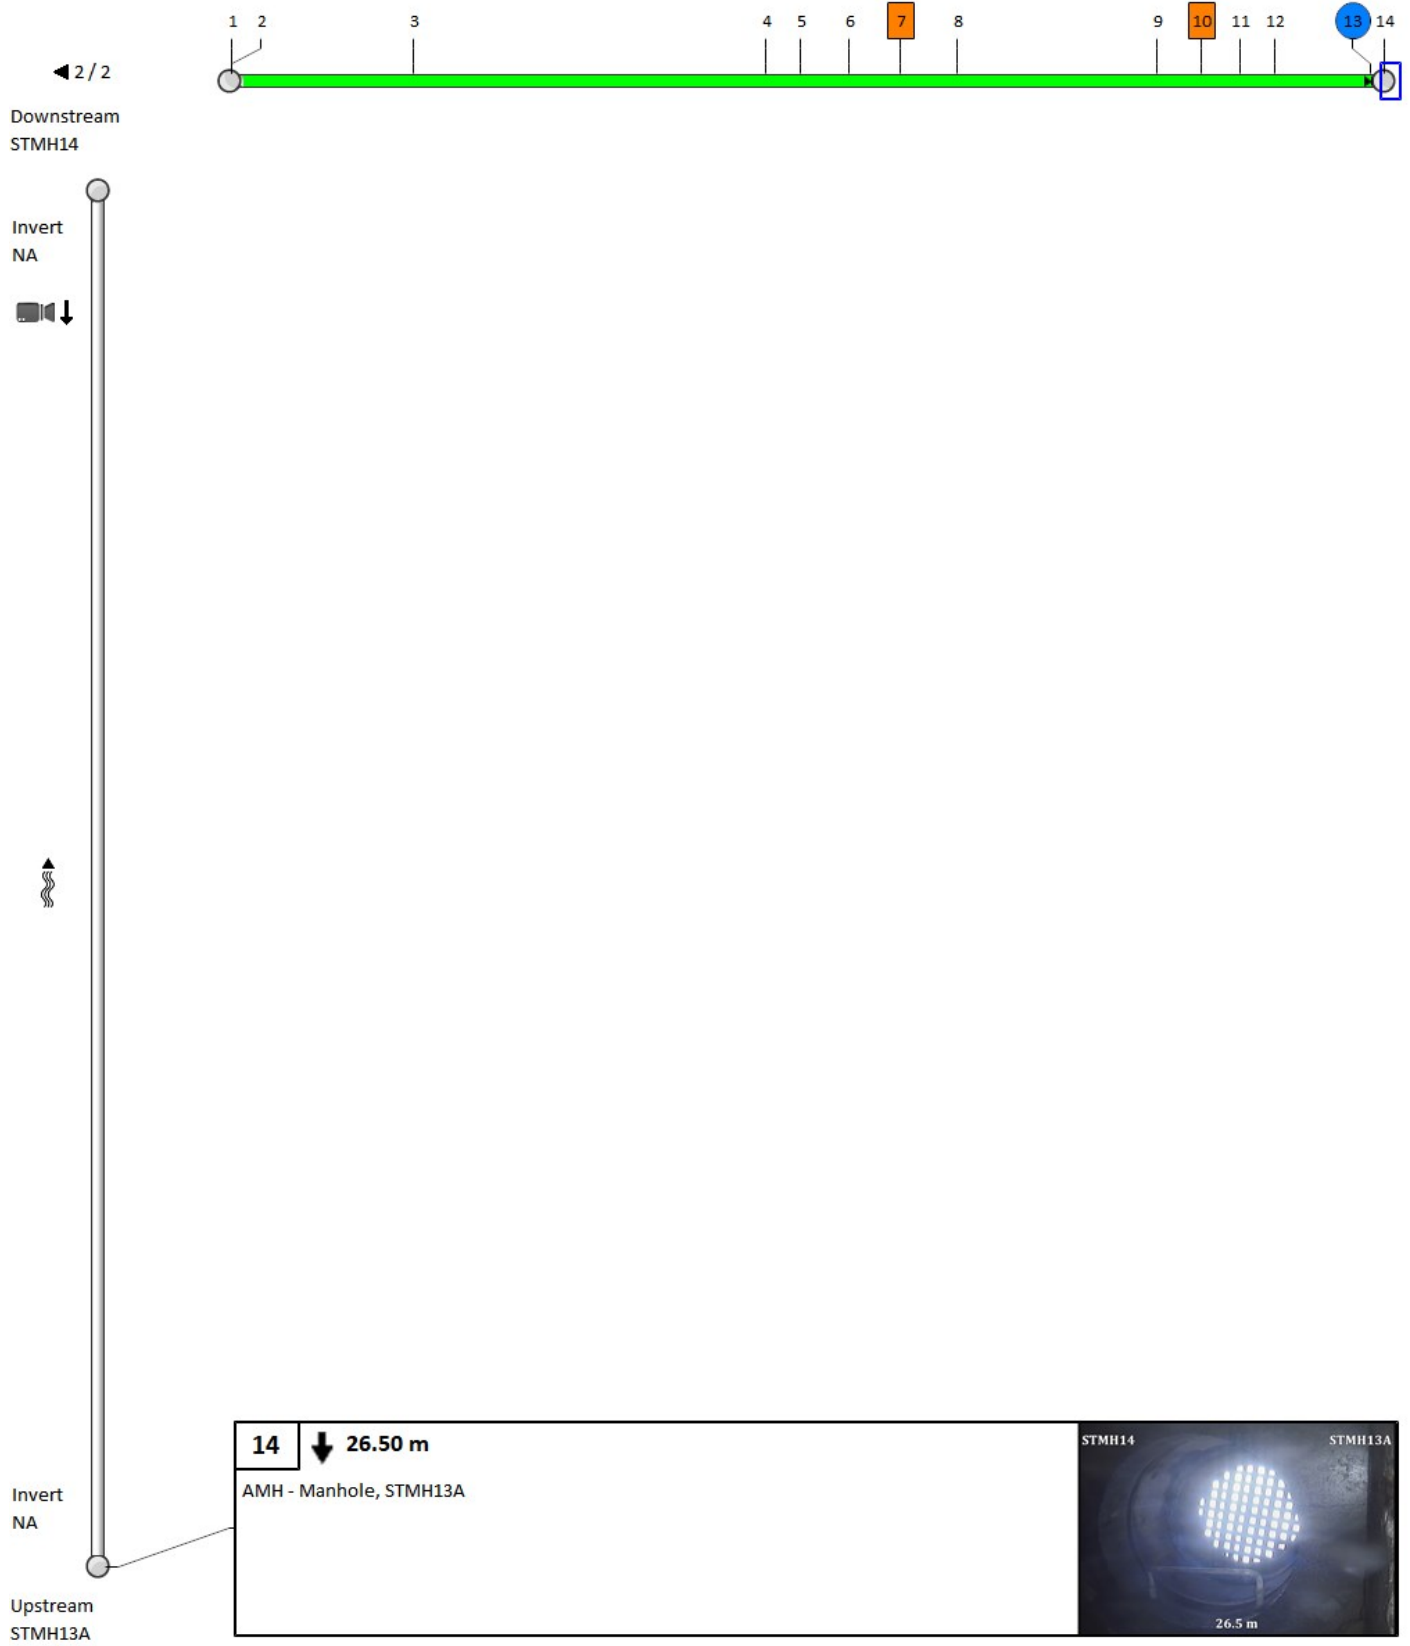 1 2 3 4 5 6 7 8 9 10 11 12 13 14
2 / 2
Downstream
STMH14
Invert
NA
14 26.50 m
STMH14 STMH13A
AMH - Manhole, STMH13A
Invert
NA
26.5 m
Upstream
STMH13A